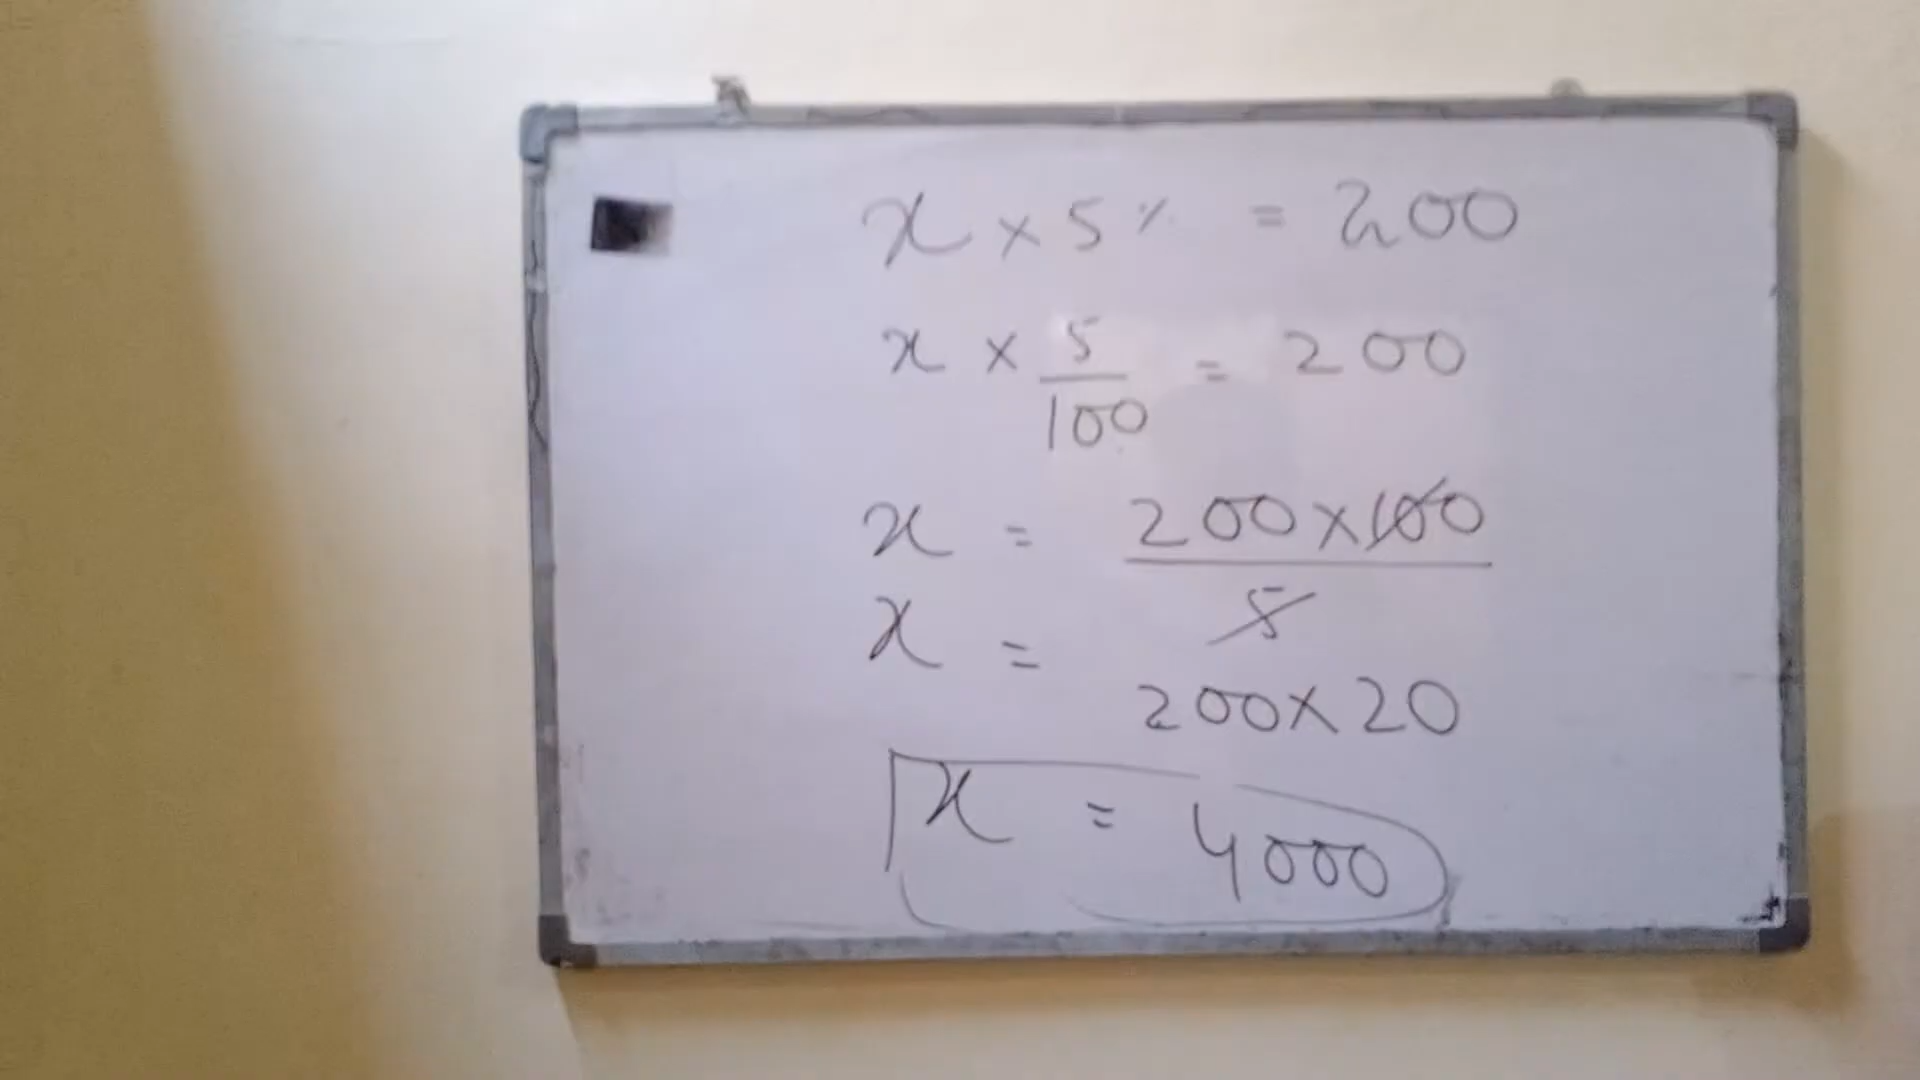 x × 5% = 200
x × 5/100 = 200
x = 200×100/5
x = 200×20
x = 4000